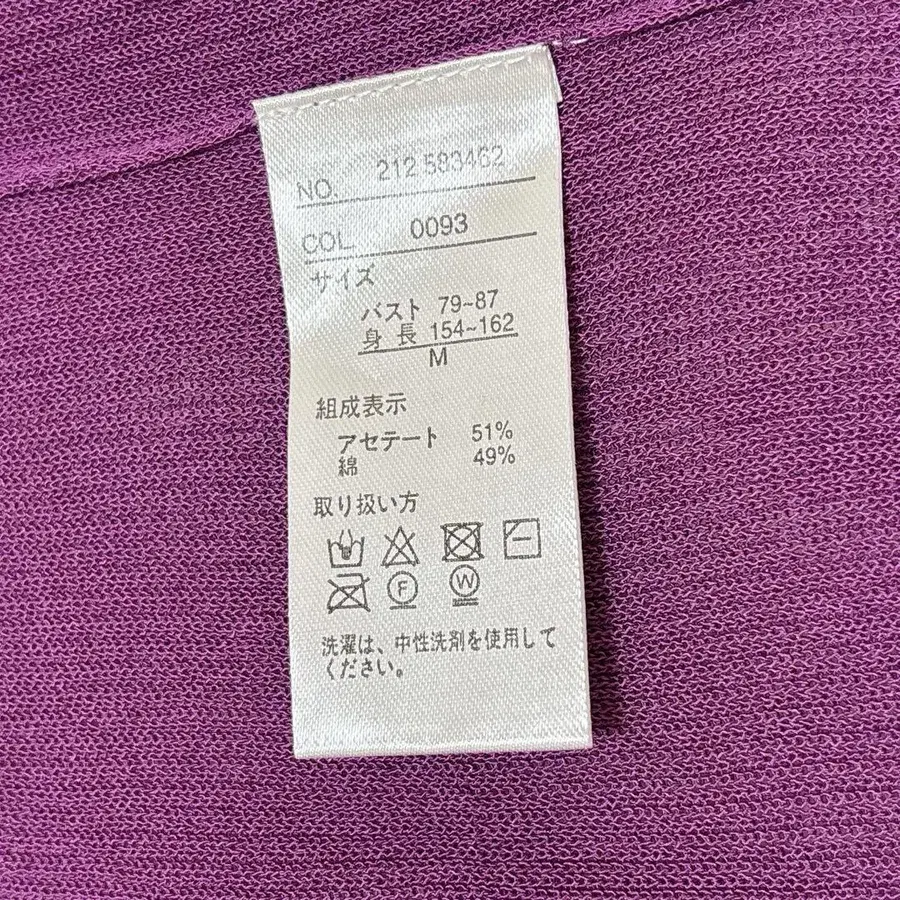 NO. 212 583462
COL. 0093
サイズ
バスト 79~87
身長 154~162
M
組成表示
アセテート 51%
綿 49%
取り扱い方
F W
洗濯は、中性洗剤を使用して
ください。